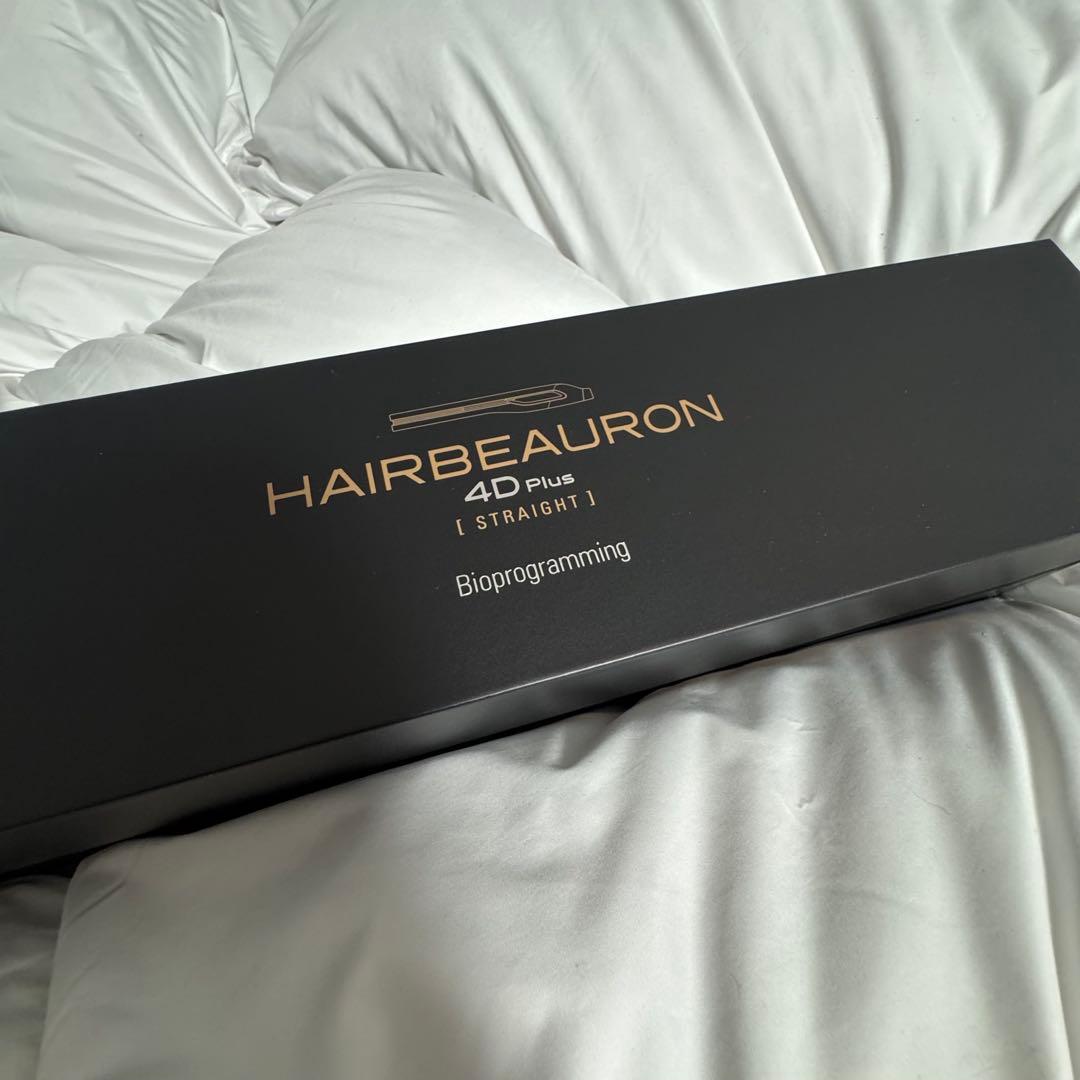 HAIRBEAURON
4D Plus
[ STRAIGHT ]
Bioprogramming